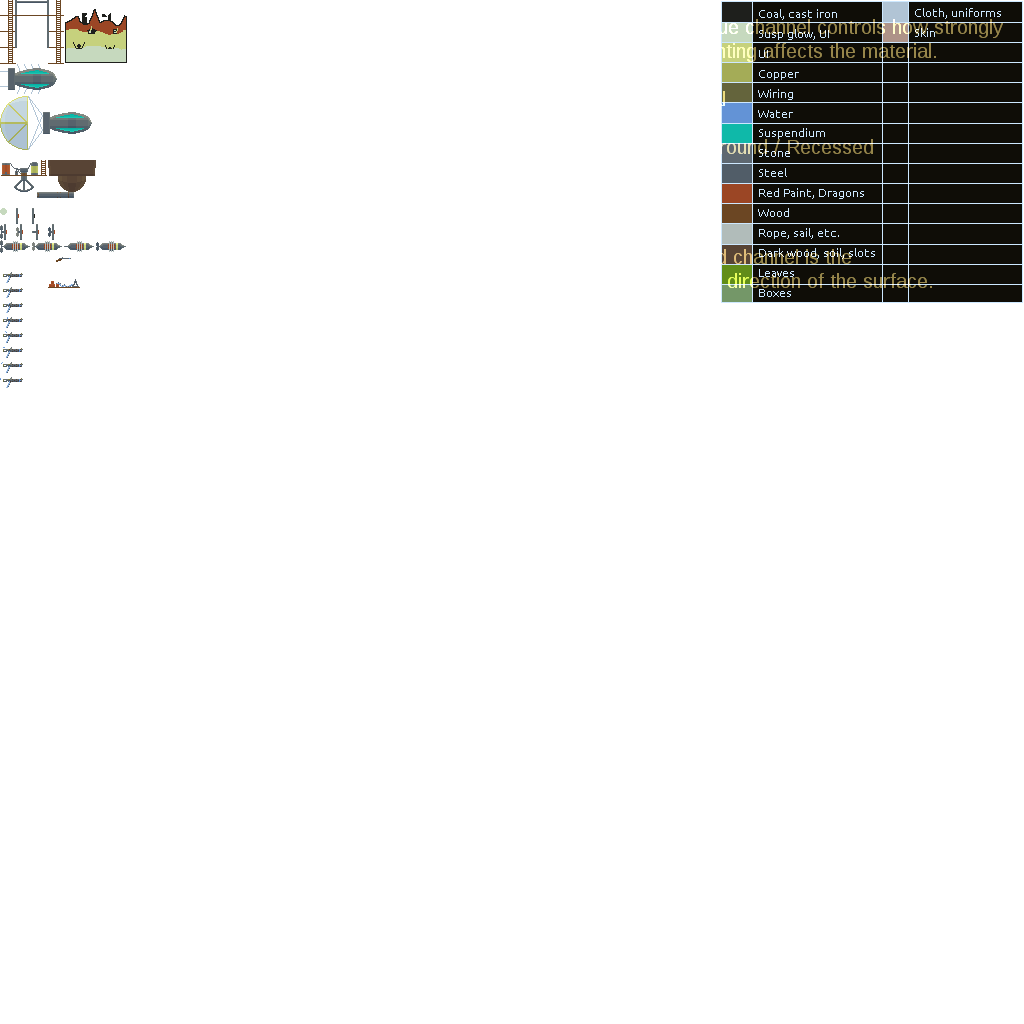 Coal, cast iron
Cloth, uniforms
ue channel controls how strongly
Susp glow, UI
Skin
UI
nting affects the material.
Copper
Wiring
Water
Suspendium
ound / Recessed
Stone
Steel
Red Paint, Dragons
Wood
Rope, sail, etc.
Dark wood, soil, slots
d channel is the
Leaves
direction of the surface.
Boxes